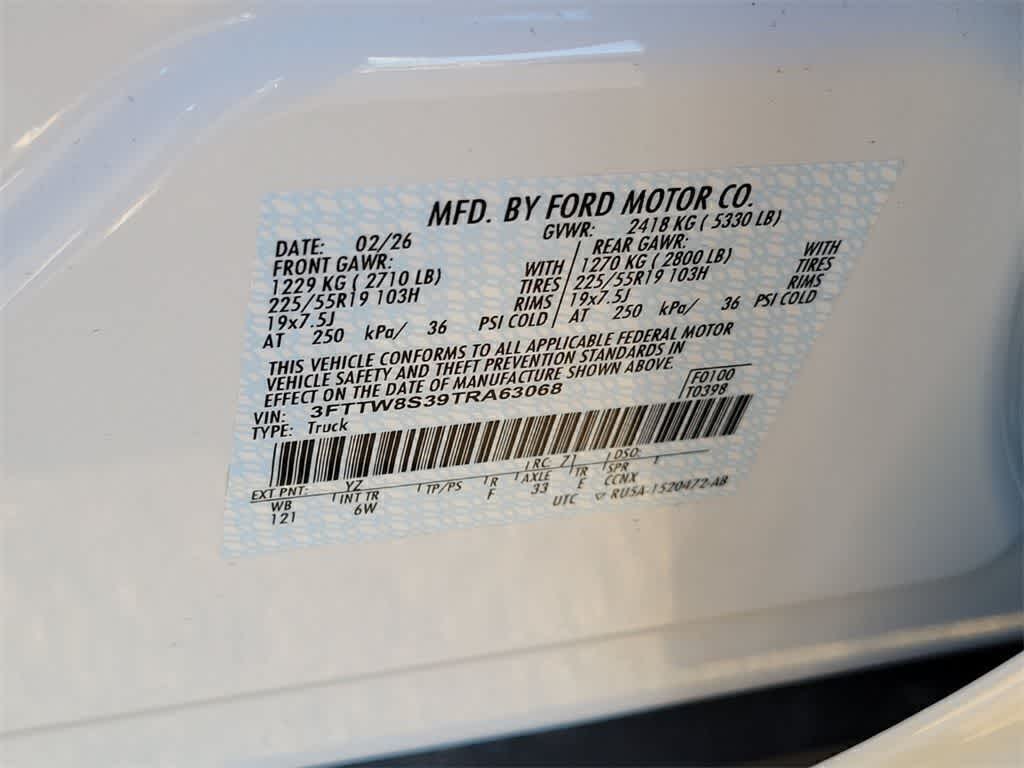 MFD. BY FORD MOTOR CO.
DATE: 02/26 GVWR: 2418 KG ( 5330 LB)
FRONT GAWR: REAR GAWR:
1229 KG ( 2710 LB) WITH 1270 KG ( 2800 LB) WITH
225/55R19 103H TIRES 225/55R19 103H TIRES
19x7.5J RIMS 19x7.5J RIMS
AT 250 kPa/ 36 PSI COLD AT 250 kPa/ 36 PSI COLD
THIS VEHICLE CONFORMS TO ALL APPLICABLE FEDERAL MOTOR
VEHICLE SAFETY AND THEFT PREVENTION STANDARDS IN
EFFECT ON THE DATE OF MANUFACTURE SHOWN ABOVE.
VIN: 3FTTW8S39TRA63068 F0100
TYPE: Truck T0398
EXT PNT: YZ RC: 71 DSO:
WB INT TR TP/PS R AXLE TR SPR
121 6W F 33 F CCNX
UTC RU5A-1520472-AB